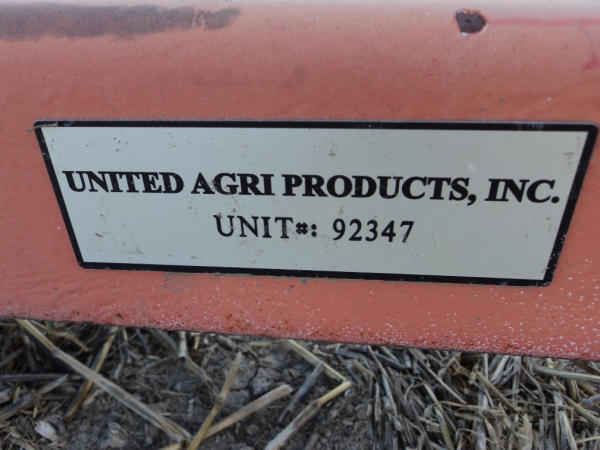 UNITED AGRI PRODUCTS, INC.
UNIT#: 92347